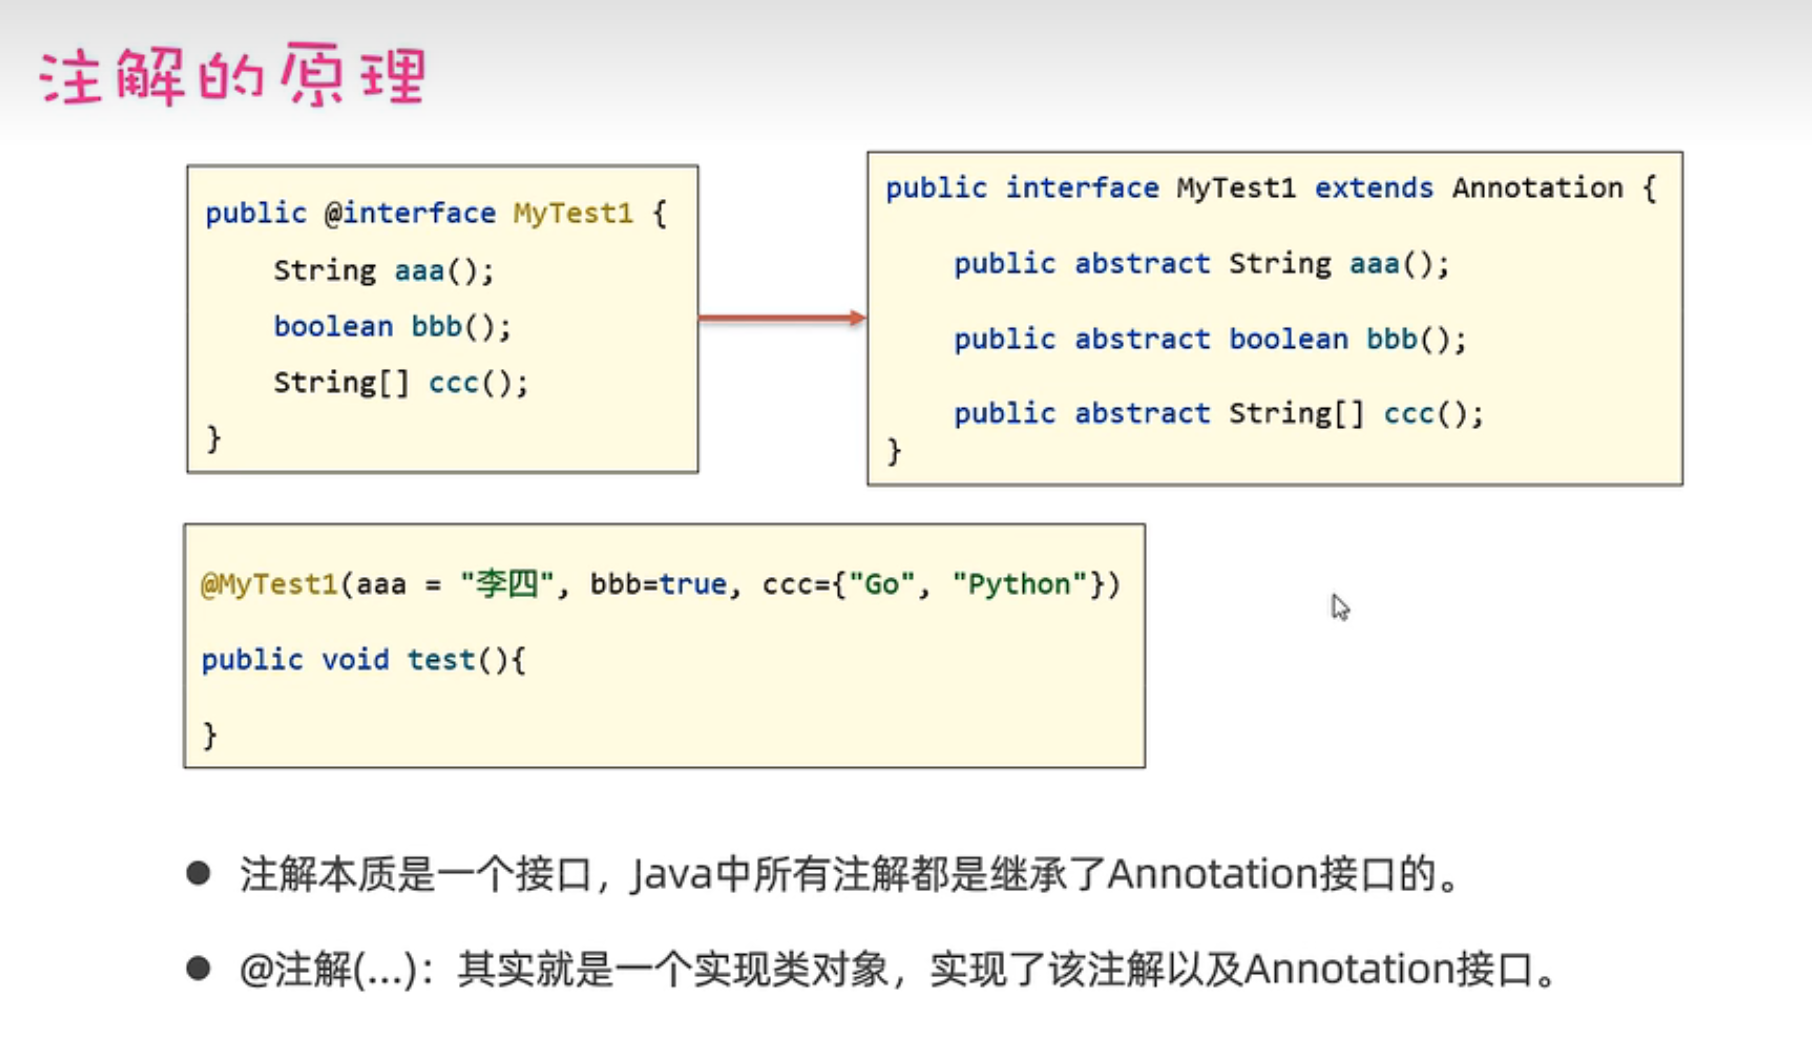 注解的原理
public @interface MyTest1 {
    String aaa();
    boolean bbb();
    String[] ccc();
}
public interface MyTest1 extends Annotation {
    public abstract String aaa();
    public abstract boolean bbb();
    public abstract String[] ccc();
}
@MyTest1(aaa = "李四", bbb=true, ccc={"Go", "Python"})
public void test(){
}
● 注解本质是一个接口，Java中所有注解都是继承了Annotation接口的。
● @注解(...)：其实就是一个实现类对象，实现了该注解以及Annotation接口。